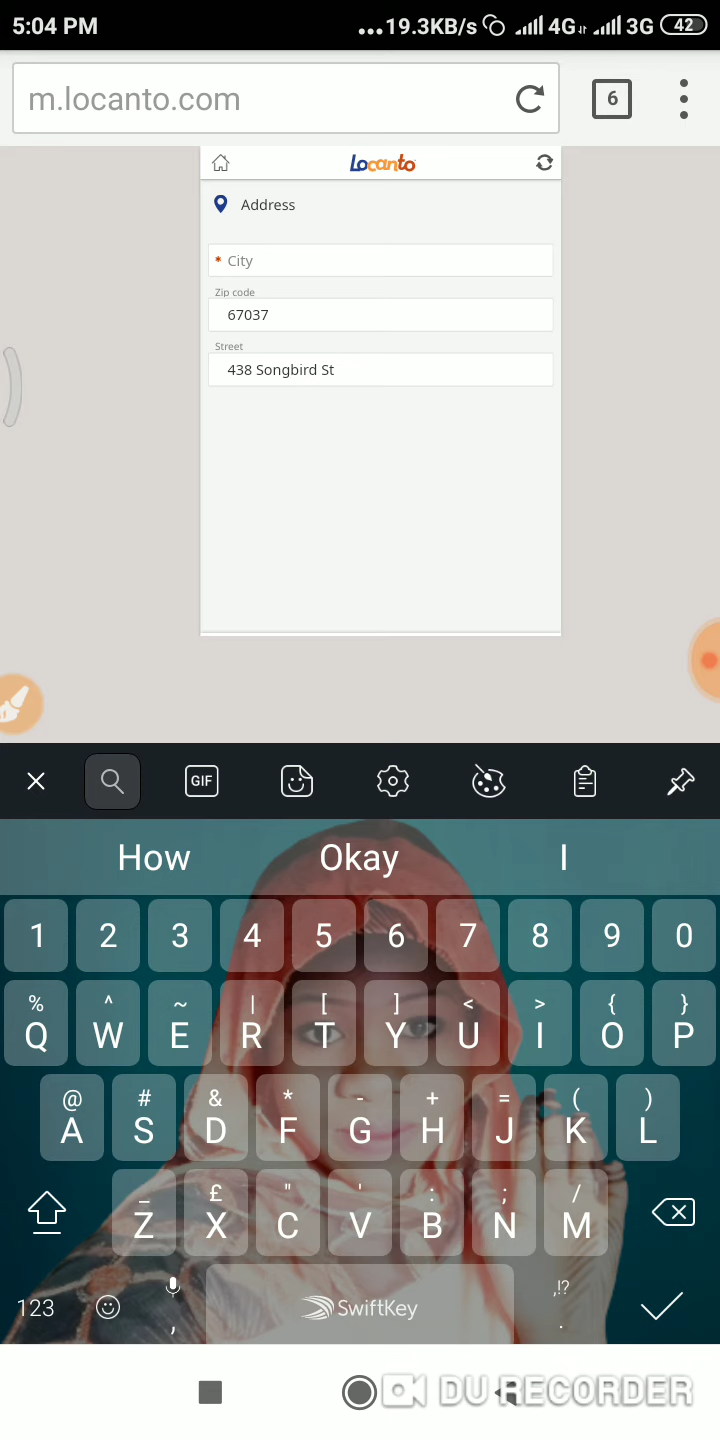 5:04 PM ...19.3KB/s 4G 3G 42
m.locanto.com 6
Locanto
Address
* City
Zip code
67037
Street
438 Songbird St
GIF
How Okay I
1 2 3 4 5 6 7 8 9 0
% ^ ~ | [ ] < > { }
Q W E R T Y U I O P
@ # & * - + = ( )
A S D F G H J K L
_ £ " ' : ; /
Z X C V B N M
123 , SwiftKey ,!? .
DU RECORDER